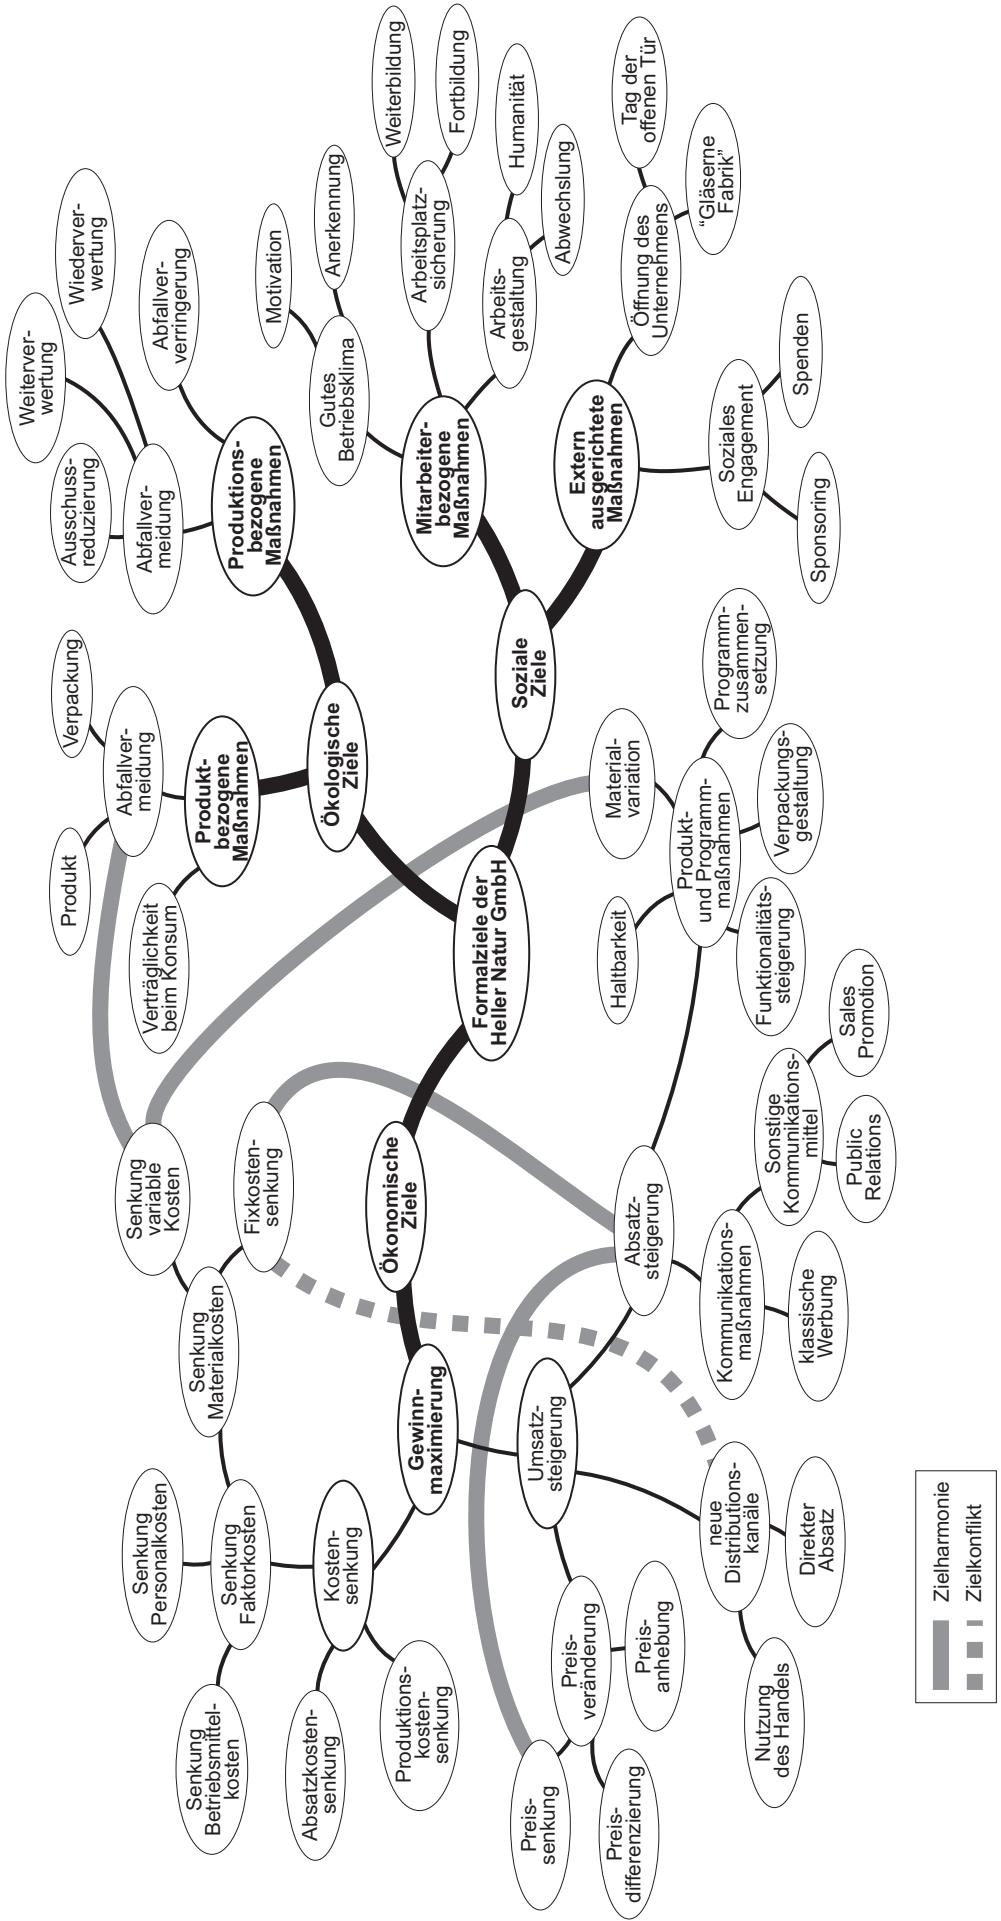 Formalziele der
Heller Natur GmbH
Ökonomische
Ziele
Gewinn-
maximierung
Kosten-
senkung
Absatzkosten-
senkung
Produktions-
kosten-
senkung
Senkung
Faktorkosten
Senkung
Betriebsmittel-
kosten
Senkung
Personalkosten
Senkung
Materialkosten
Senkung
variable
Kosten
Fixkosten-
senkung
Umsatz-
steigerung
Preis-
veränderung
Preis-
senkung
Preis-
differenzierung
Preis-
anhebung
neue
Distributions-
kanäle
Nutzung
des Handels
Direkter
Absatz
Absatz-
steigerung
Kommunikations-
maßnahmen
klassische
Werbung
Sonstige
Kommunikations-
mittel
Public
Relations
Sales
Promotion
Produkt-
und Programm-
maßnahmen
Haltbarkeit
Funktionalitäts-
steigerung
Verpackungs-
gestaltung
Programm-
zusammen-
setzung
Material-
variation
Ökologische
Ziele
Produkt-
bezogene
Maßnahmen
Verträglichkeit
beim Konsum
Abfallver-
meidung
Produkt
Verpackung
Produktions-
bezogene
Maßnahmen
Abfallver-
meidung
Ausschuss-
reduzierung
Weiterver-
wertung
Wiederver-
wertung
Abfallver-
verringerung
Soziale
Ziele
Mitarbeiter-
bezogene
Maßnahmen
Gutes
Betriebsklima
Motivation
Anerkennung
Arbeitsplatz-
sicherung
Weiterbildung
Fortbildung
Arbeits-
gestaltung
Humanität
Abwechslung
Extern
ausgerichtete
Maßnahmen
Öffnung des
Unternehmens
Tag der
offenen Tür
“Gläserne
Fabrik”
Soziales
Engagement
Spenden
Sponsoring
Zielharmonie
Zielkonflikt